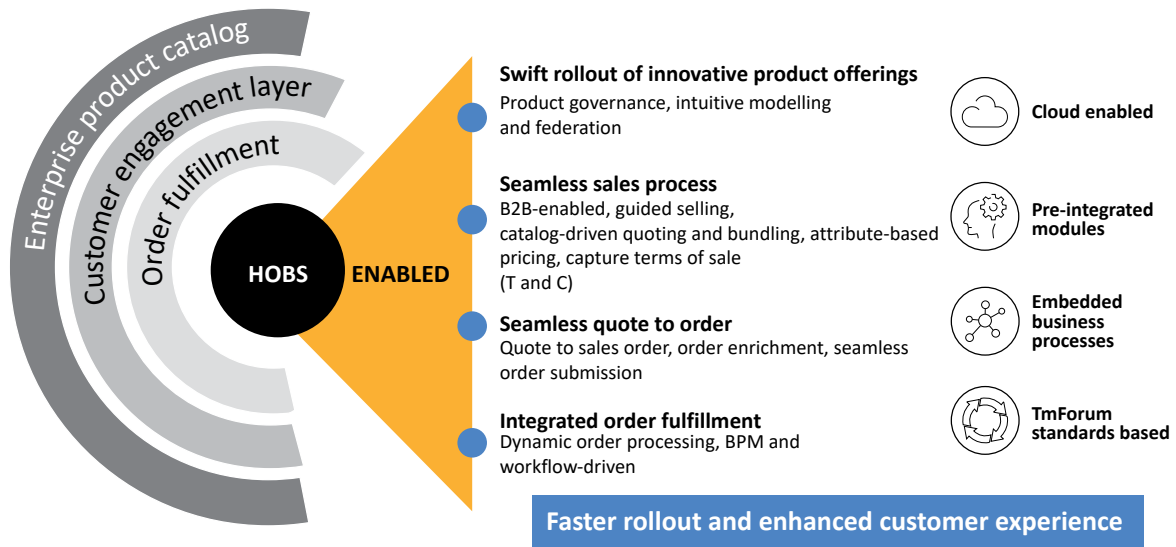 Enterprise product catalog
Customer engagement layer
Order fulfillment
HOBS
ENABLED
Swift rollout of innovative product offerings
Product governance, intuitive modelling
and federation
Seamless sales process
B2B-enabled, guided selling,
catalog-driven quoting and bundling, attribute-based
pricing, capture terms of sale
(T and C)
Seamless quote to order
Quote to sales order, order enrichment, seamless
order submission
Integrated order fulfillment
Dynamic order processing, BPM and
workflow-driven
Cloud enabled
Pre-integrated
modules
Embedded
business
processes
TmForum
standards based
Faster rollout and enhanced customer experience